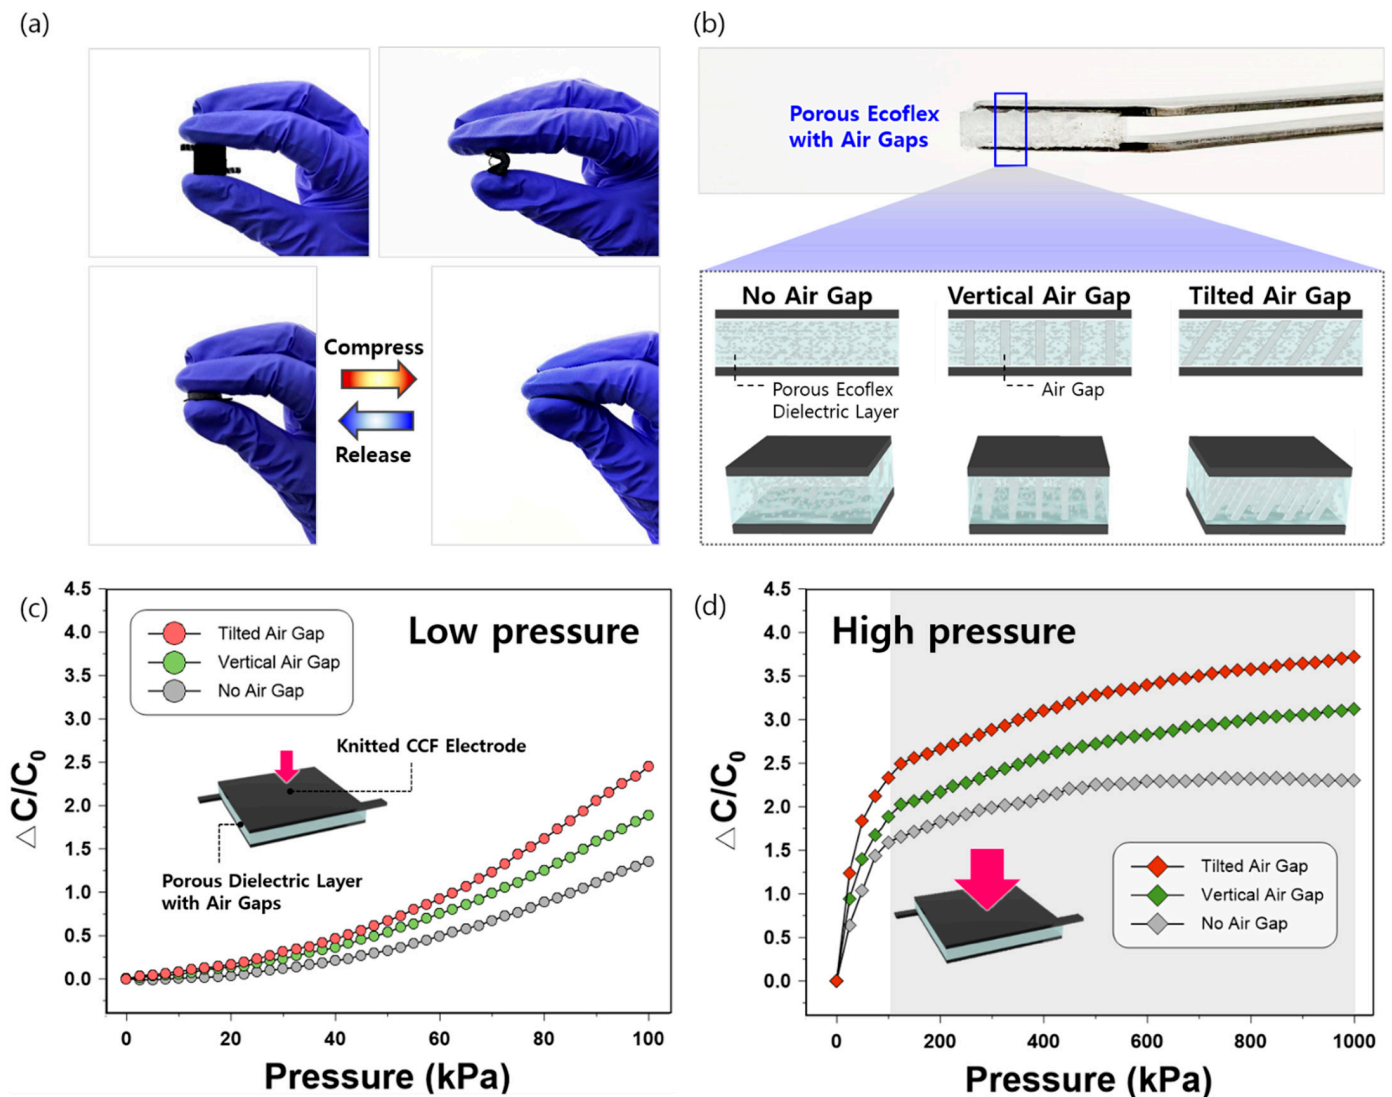 (a)
Compress
Release
(b)
Porous Ecoflex
with Air Gaps
No Air Gap
Vertical Air Gap
Tilted Air Gap
Porous Ecoflex
Dielectric Layer
Air Gap
(c)
4.5
4.0
3.5
3.0
2.5
2.0
1.5
1.0
0.5
0.0
△C/C0
Tilted Air Gap
Vertical Air Gap
No Air Gap
Low pressure
Knitted CCF Electrode
Porous Dielectric Layer
with Air Gaps
0 20 40 60 80 100
Pressure (kPa)
(d)
4.5
4.0
3.5
3.0
2.5
2.0
1.5
1.0
0.5
0.0
△C/C0
High pressure
Tilted Air Gap
Vertical Air Gap
No Air Gap
0 200 400 600 800 1000
Pressure (kPa)